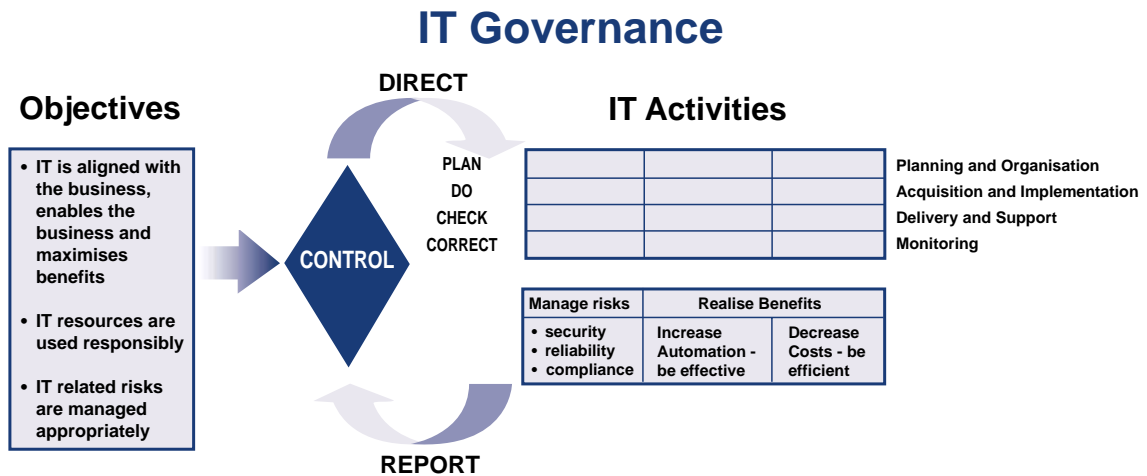 IT Governance
DIRECT
Objectives
IT Activities
• IT is aligned with
the business,
enables the
business and
maximises
benefits
• IT resources are
used responsibly
• IT related risks
are managed
appropriately
CONTROL
PLAN
DO
CHECK
CORRECT
Planning and Organisation
Acquisition and Implementation
Delivery and Support
Monitoring
Manage risks
Realise Benefits
• security
• reliability
• compliance
Increase
Automation -
be effective
Decrease
Costs - be
efficient
REPORT